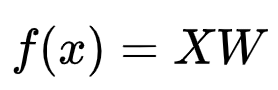 f(x) = XW